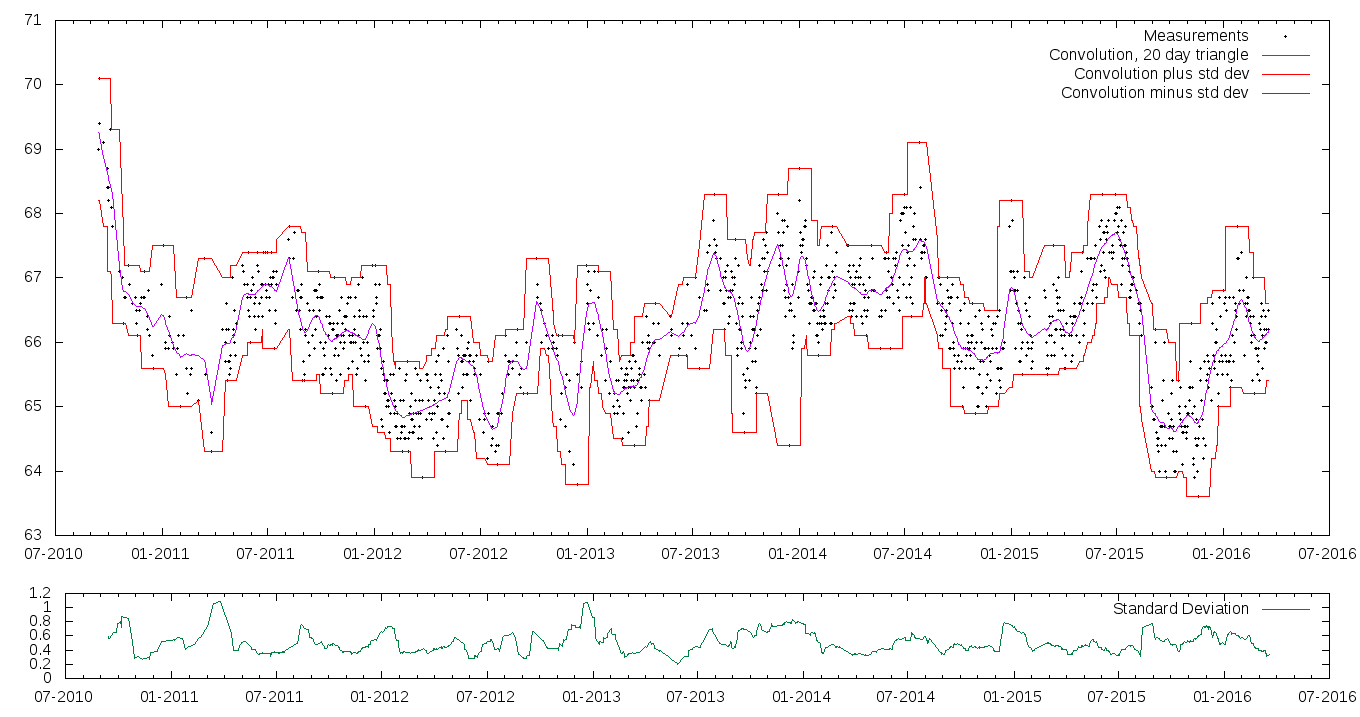 71
Measurements
Convolution, 20 day triangle
Convolution plus std dev
Convolution minus std dev
70
69
68
67
66
65
64
63
07-2010 01-2011 07-2011 01-2012 07-2012 01-2013 07-2013 01-2014 07-2014 01-2015 07-2015 01-2016 07-2016
1.2
Standard Deviation
1
0.8
0.6
0.4
0.2
0
07-2010 01-2011 07-2011 01-2012 07-2012 01-2013 07-2013 01-2014 07-2014 01-2015 07-2015 01-2016 07-2016